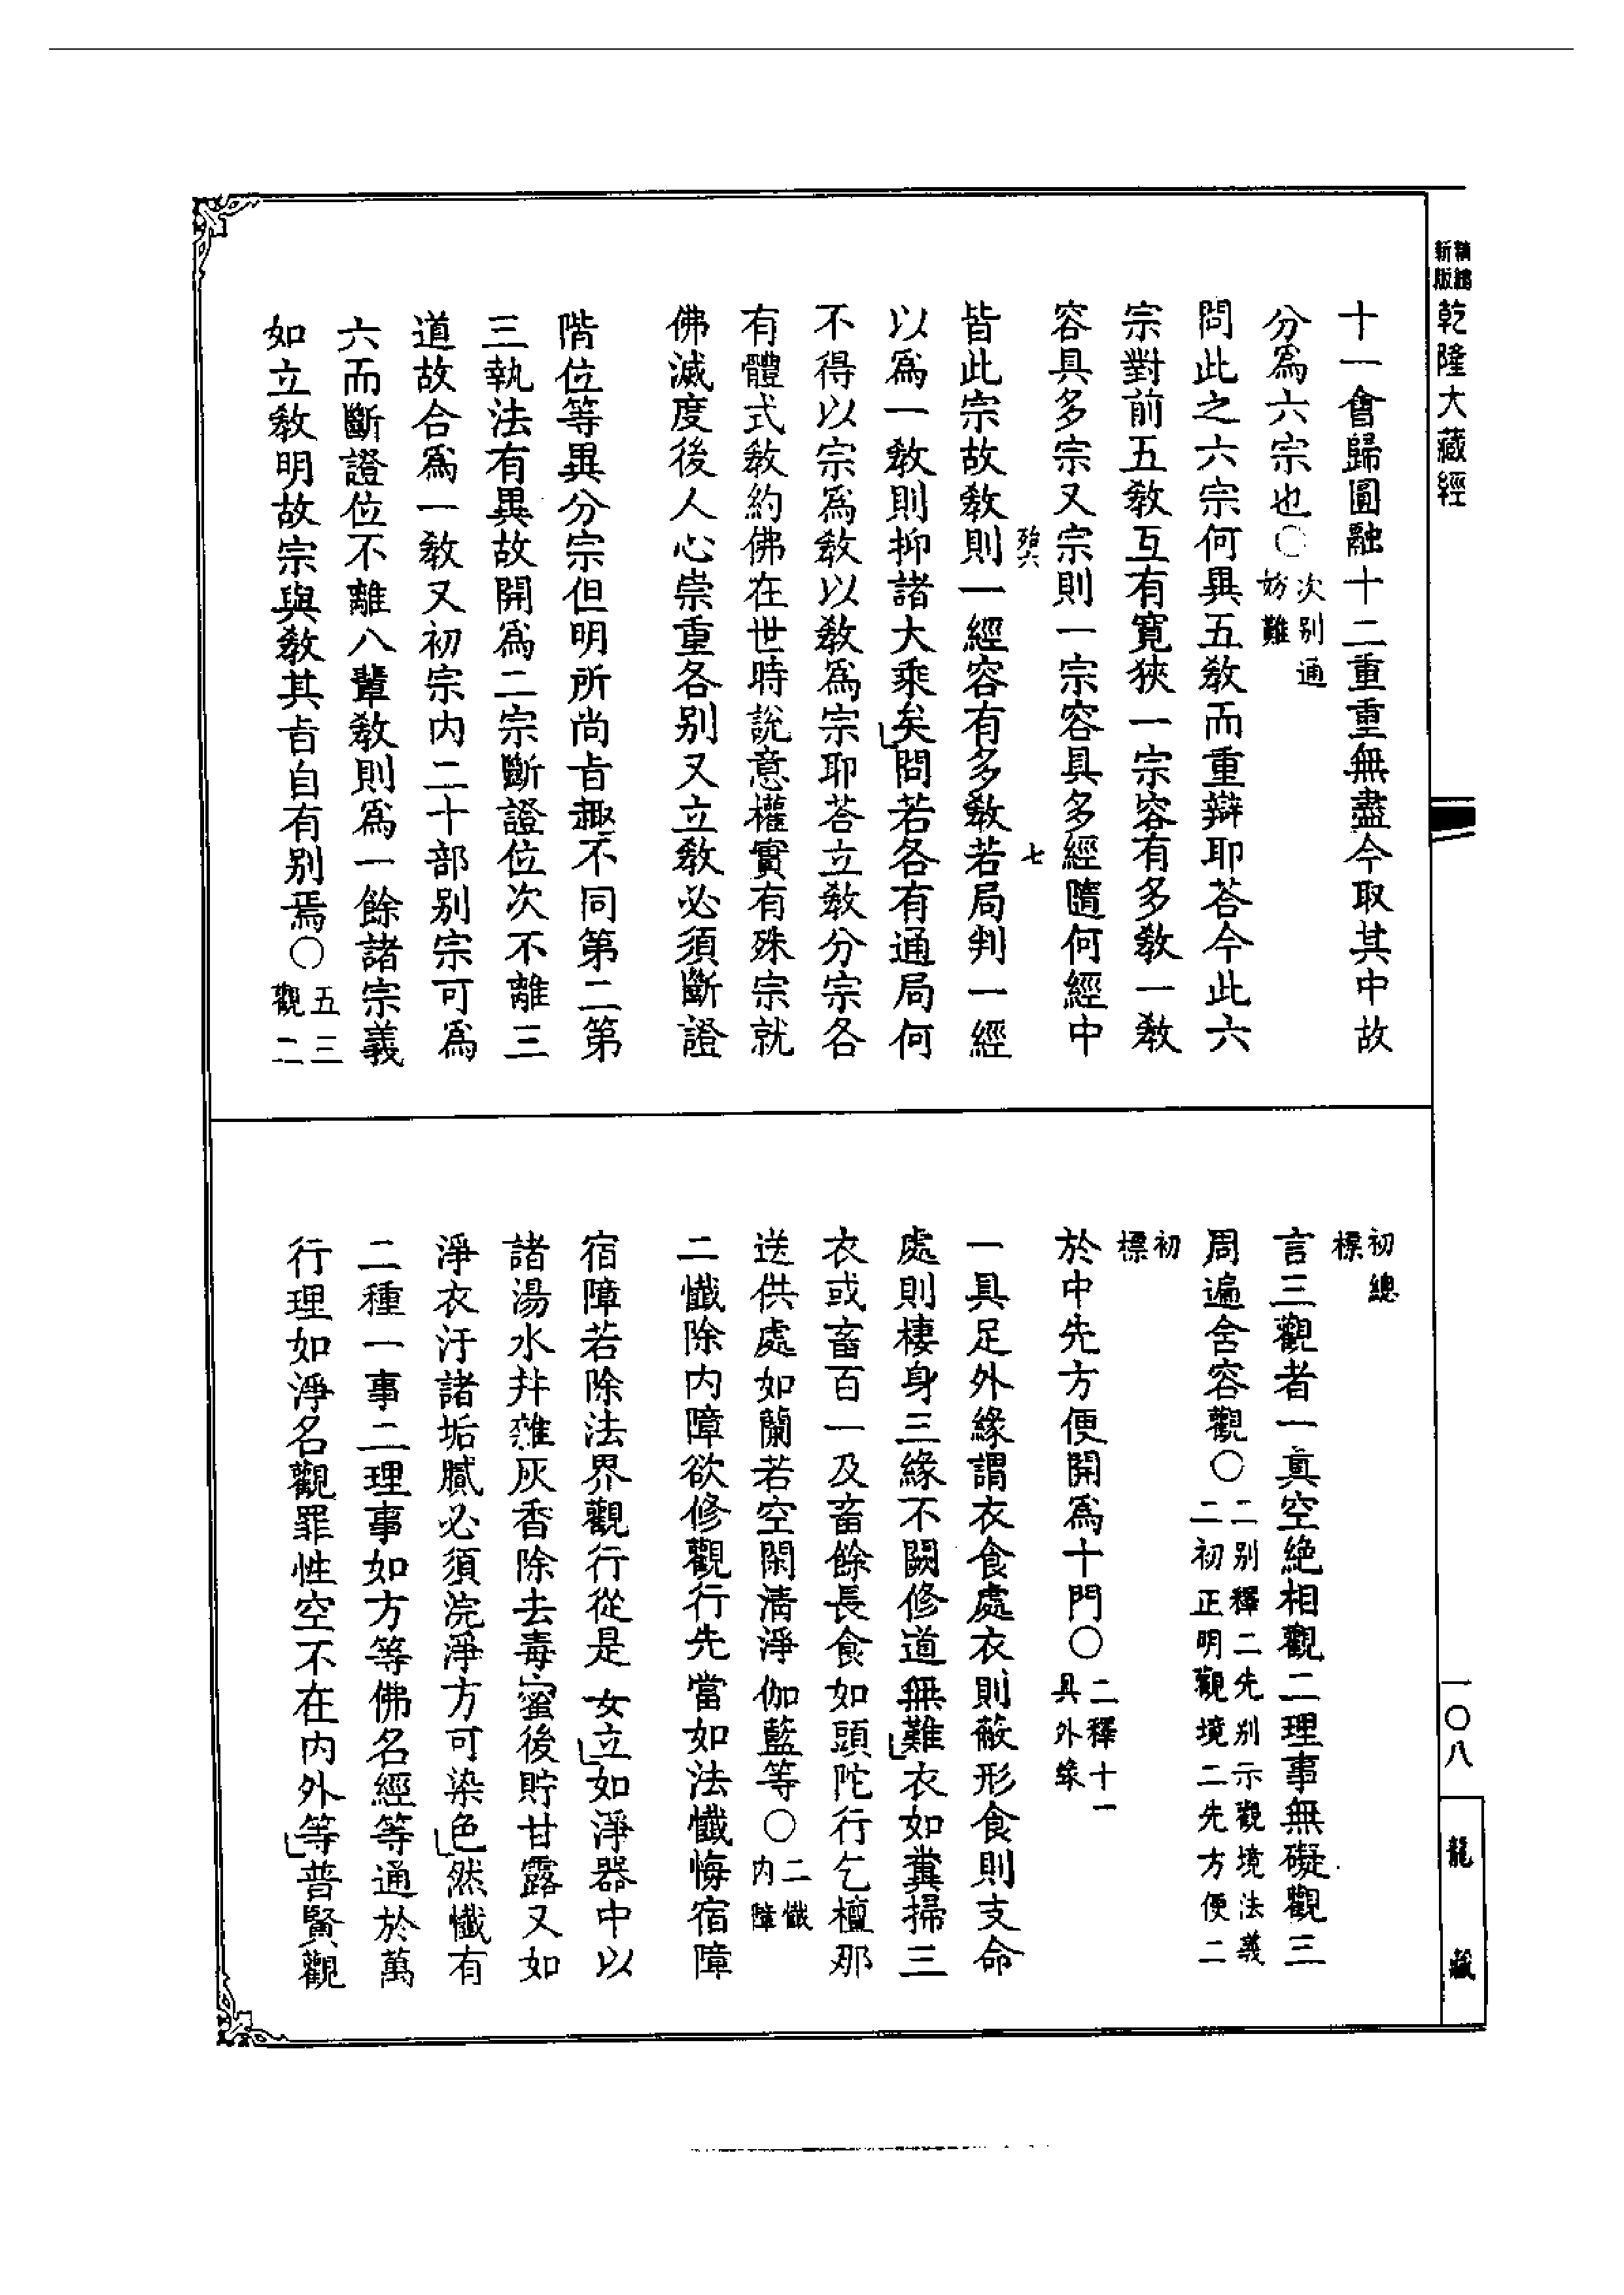 精緻新版乾隆大藏經
十一會歸圓融十二重重無盡今取其中故
分爲六宗也○次別通妨難
問此之六宗何異五教而重辯耶荅今此六
宗對前五教互有寬狹一宗容有多教一教
容具多宗又宗則一宗容具多經隨何經中
七
皆此宗故教則一經容有多教若局判一經
以爲一教則抑諸大乘矣問若各有通局何
不得以宗爲教以教爲宗耶荅立教分宗各
有體式教約佛在世時說意權實有殊宗就
佛滅度後人心崇重各別又立教必須斷證
階位等異分宗但明所尚旨趣不同第二第
三執法有異故開爲二宗斷證位次不離三
道故合爲一教又初宗內二十部別宗可爲
六而斷證位不離八輩教則爲一餘諸宗義
如立教明故宗與教其旨自有別焉○五三觀二
初總標
言三觀者一真空絕相觀二理事無礙觀三
周遍含容觀○二別釋二先別示觀境法義二初正明觀境二先方便二
初標
於中先方便開爲十門○二釋十一具外緣
一具足外緣謂衣食處衣則蔽形食則支命
處則棲身三緣不闕修道無難衣如糞掃三
衣或畜百一及畜餘長食如頭陀行乞檀那
送供處如蘭若空閑清淨伽藍等○二懺內障
二懺除內障欲修觀行先當如法懺悔宿障
宿障若除法界觀行從是女立如淨器中以
諸湯水并雜灰香除去毒蜜後貯甘露又如
淨衣汙諸垢膩必須浣淨方可染色然懺有
二種一事二理事如方等佛名經等通於萬
行理如淨名觀罪性空不在內外等普賢觀
一〇八
龍藏